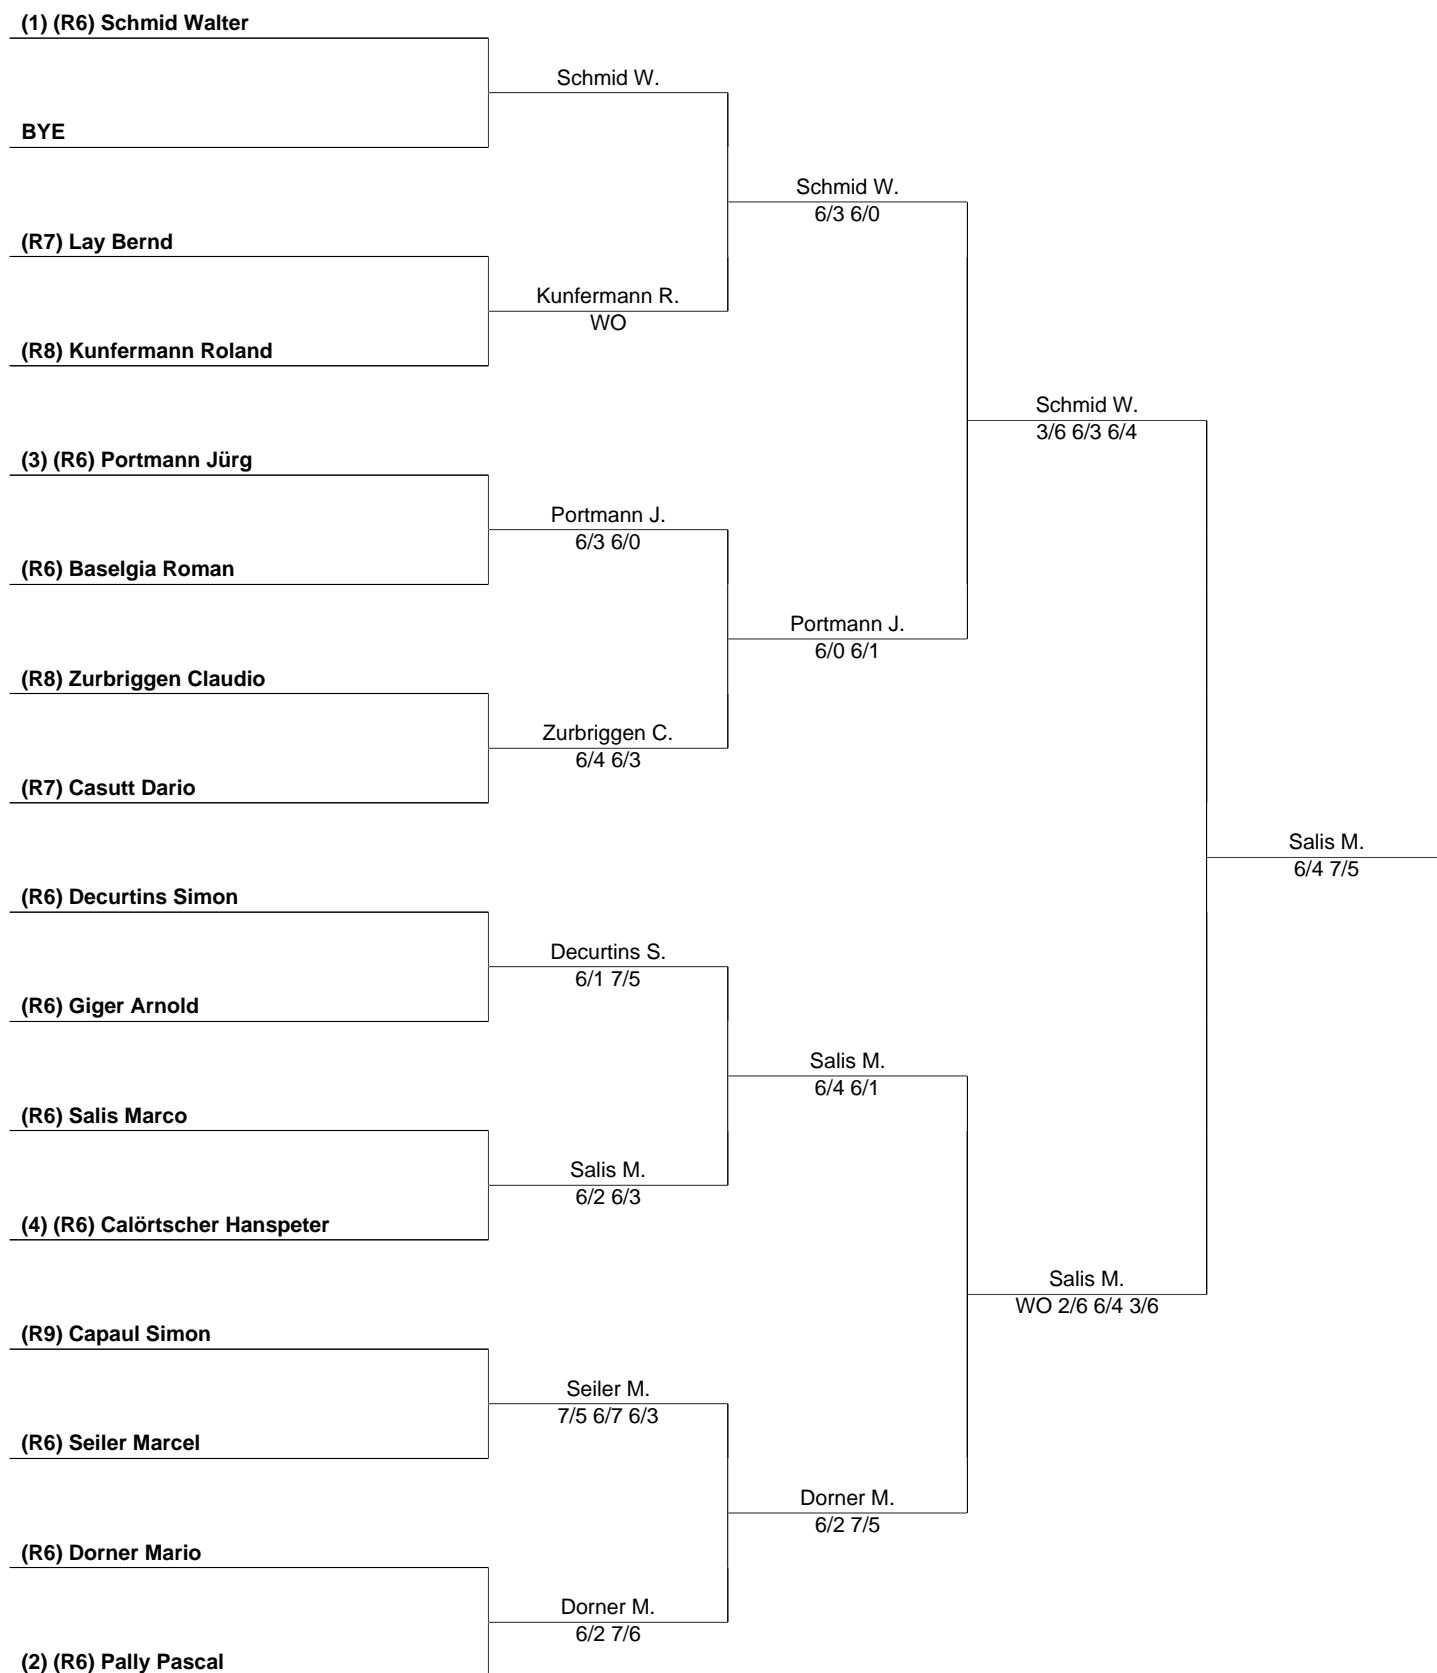 (1) (R6) Schmid Walter
Schmid W.
BYE
Schmid W.
6/3 6/0
(R7) Lay Bernd
Kunfermann R.
WO
(R8) Kunfermann Roland
Schmid W.
3/6 6/3 6/4
(3) (R6) Portmann Jürg
Portmann J.
6/3 6/0
(R6) Baselgia Roman
Portmann J.
6/0 6/1
(R8) Zurbriggen Claudio
Zurbriggen C.
6/4 6/3
(R7) Casutt Dario
Salis M.
6/4 7/5
(R6) Decurtins Simon
Decurtins S.
6/1 7/5
(R6) Giger Arnold
Salis M.
6/4 6/1
(R6) Salis Marco
Salis M.
6/2 6/3
(4) (R6) Calörtscher Hanspeter
Salis M.
WO 2/6 6/4 3/6
(R9) Capaul Simon
Seiler M.
7/5 6/7 6/3
(R6) Seiler Marcel
Dorner M.
6/2 7/5
(R6) Dorner Mario
Dorner M.
6/2 7/6
(2) (R6) Pally Pascal